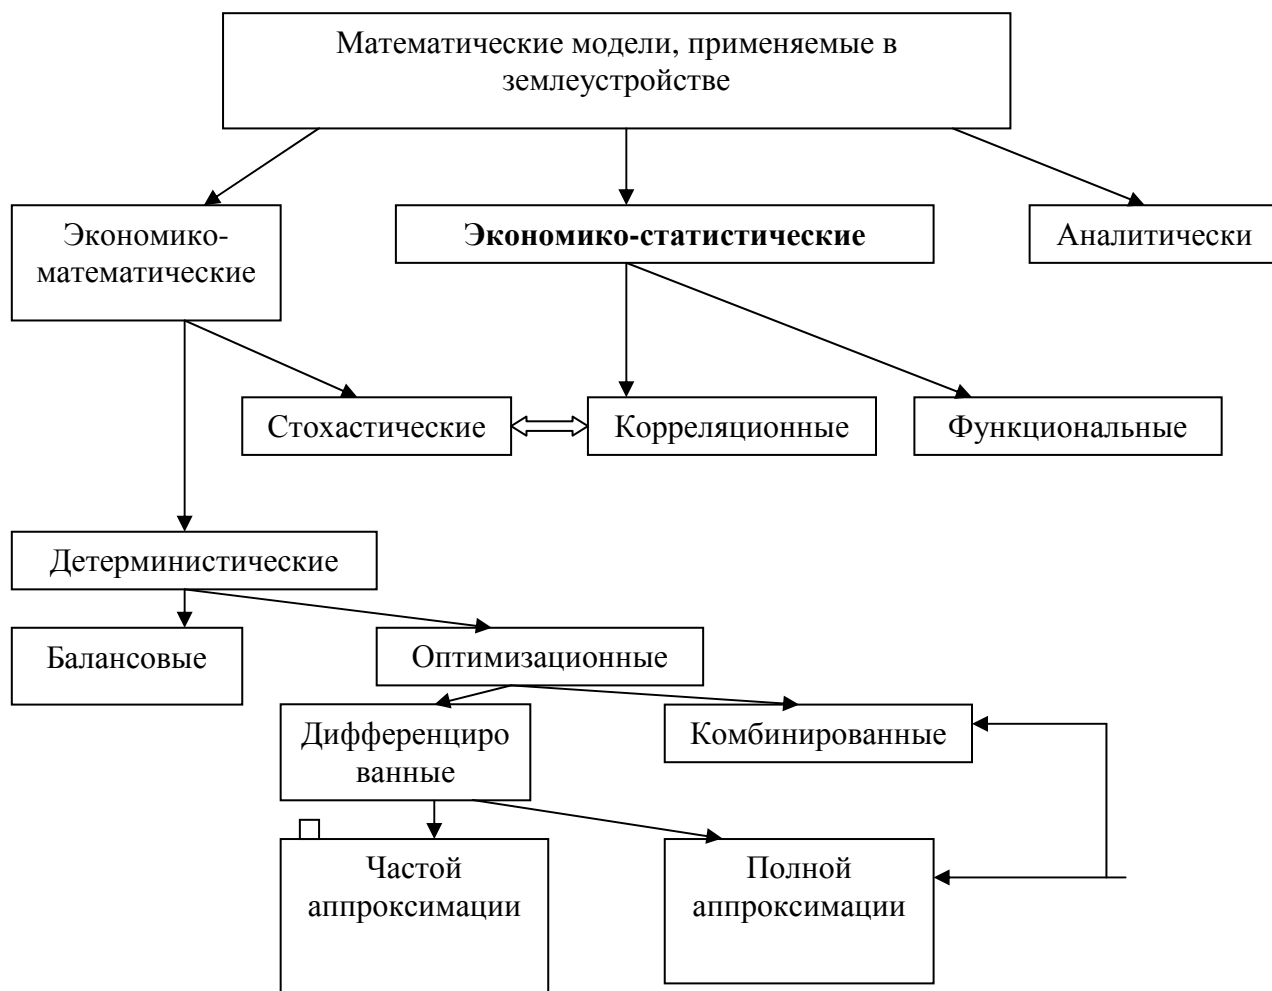 Математические модели, применяемые в
землеустройстве
Экономико-
математические
Экономико-статистические
Аналитически
Стохастические
Корреляционные
Функциональные
Детерминистические
Балансовые
Оптимизационные
Дифференциро
ванные
Комбинированные
Частой
аппроксимации
Полной
аппроксимации